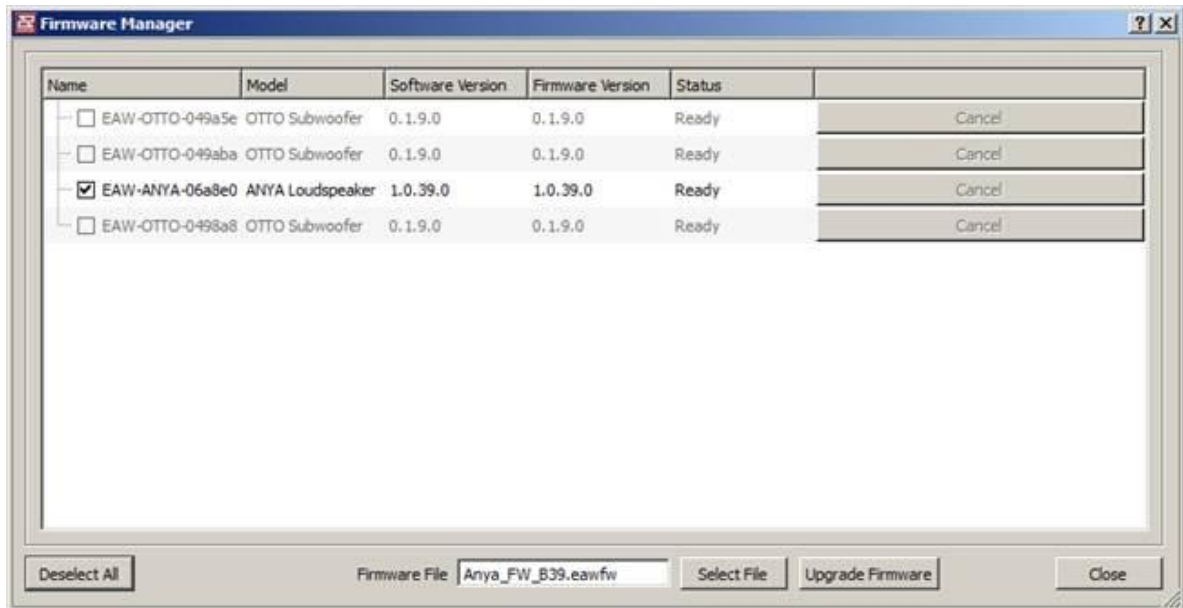 Firmware Manager
Name Model Software Version Firmware Version Status
EAW-OTTO-049a5e OTTO Subwoofer 0.1.9.0 0.1.9.0 Ready Cancel
EAW-OTTO-049aba OTTO Subwoofer 0.1.9.0 0.1.9.0 Ready Cancel
EAW-ANYA-06a8e0 ANYA Loudspeaker 1.0.39.0 1.0.39.0 Ready Cancel
EAW-OTTO-0498a8 OTTO Subwoofer 0.1.9.0 0.1.9.0 Ready Cancel
Deselect All Firmware File Anya_FW_B39.eawfw Select File Upgrade Firmware Close